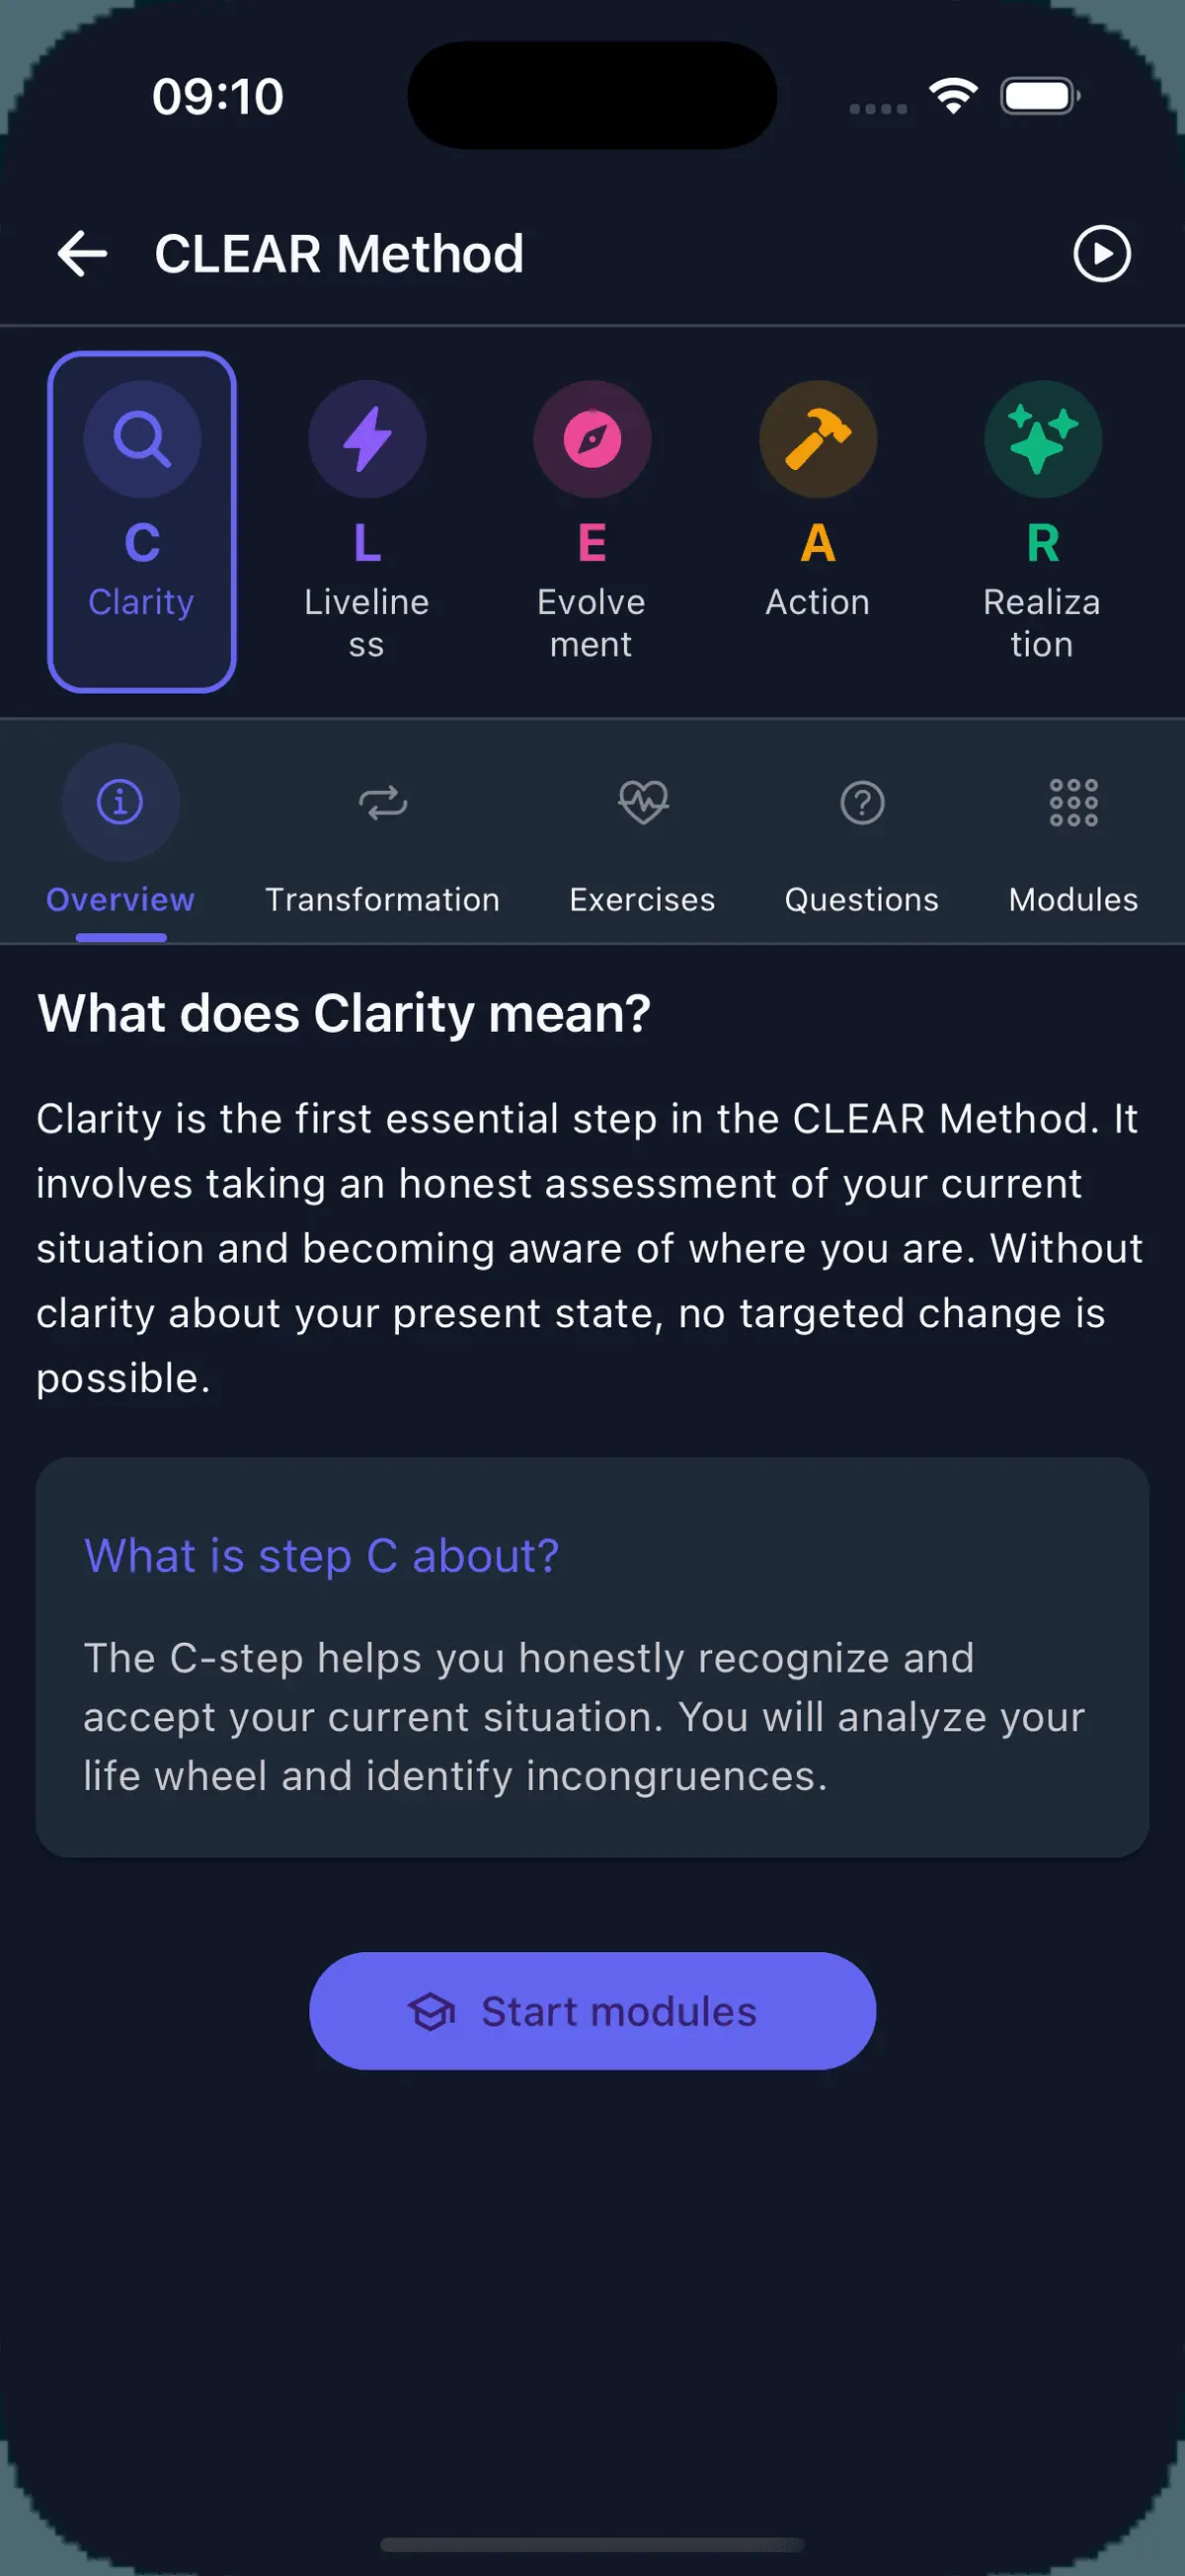 09:10
CLEAR Method
C
Clarity
L
Liveline
ss
E
Evolve
ment
A
Action
R
Realiza
tion
Overview
Transformation
Exercises
Questions
Modules
What does Clarity mean?
Clarity is the first essential step in the CLEAR Method. It
involves taking an honest assessment of your current
situation and becoming aware of where you are. Without
clarity about your present state, no targeted change is
possible.
What is step C about?
The C-step helps you honestly recognize and
accept your current situation. You will analyze your
life wheel and identify incongruences.
Start modules